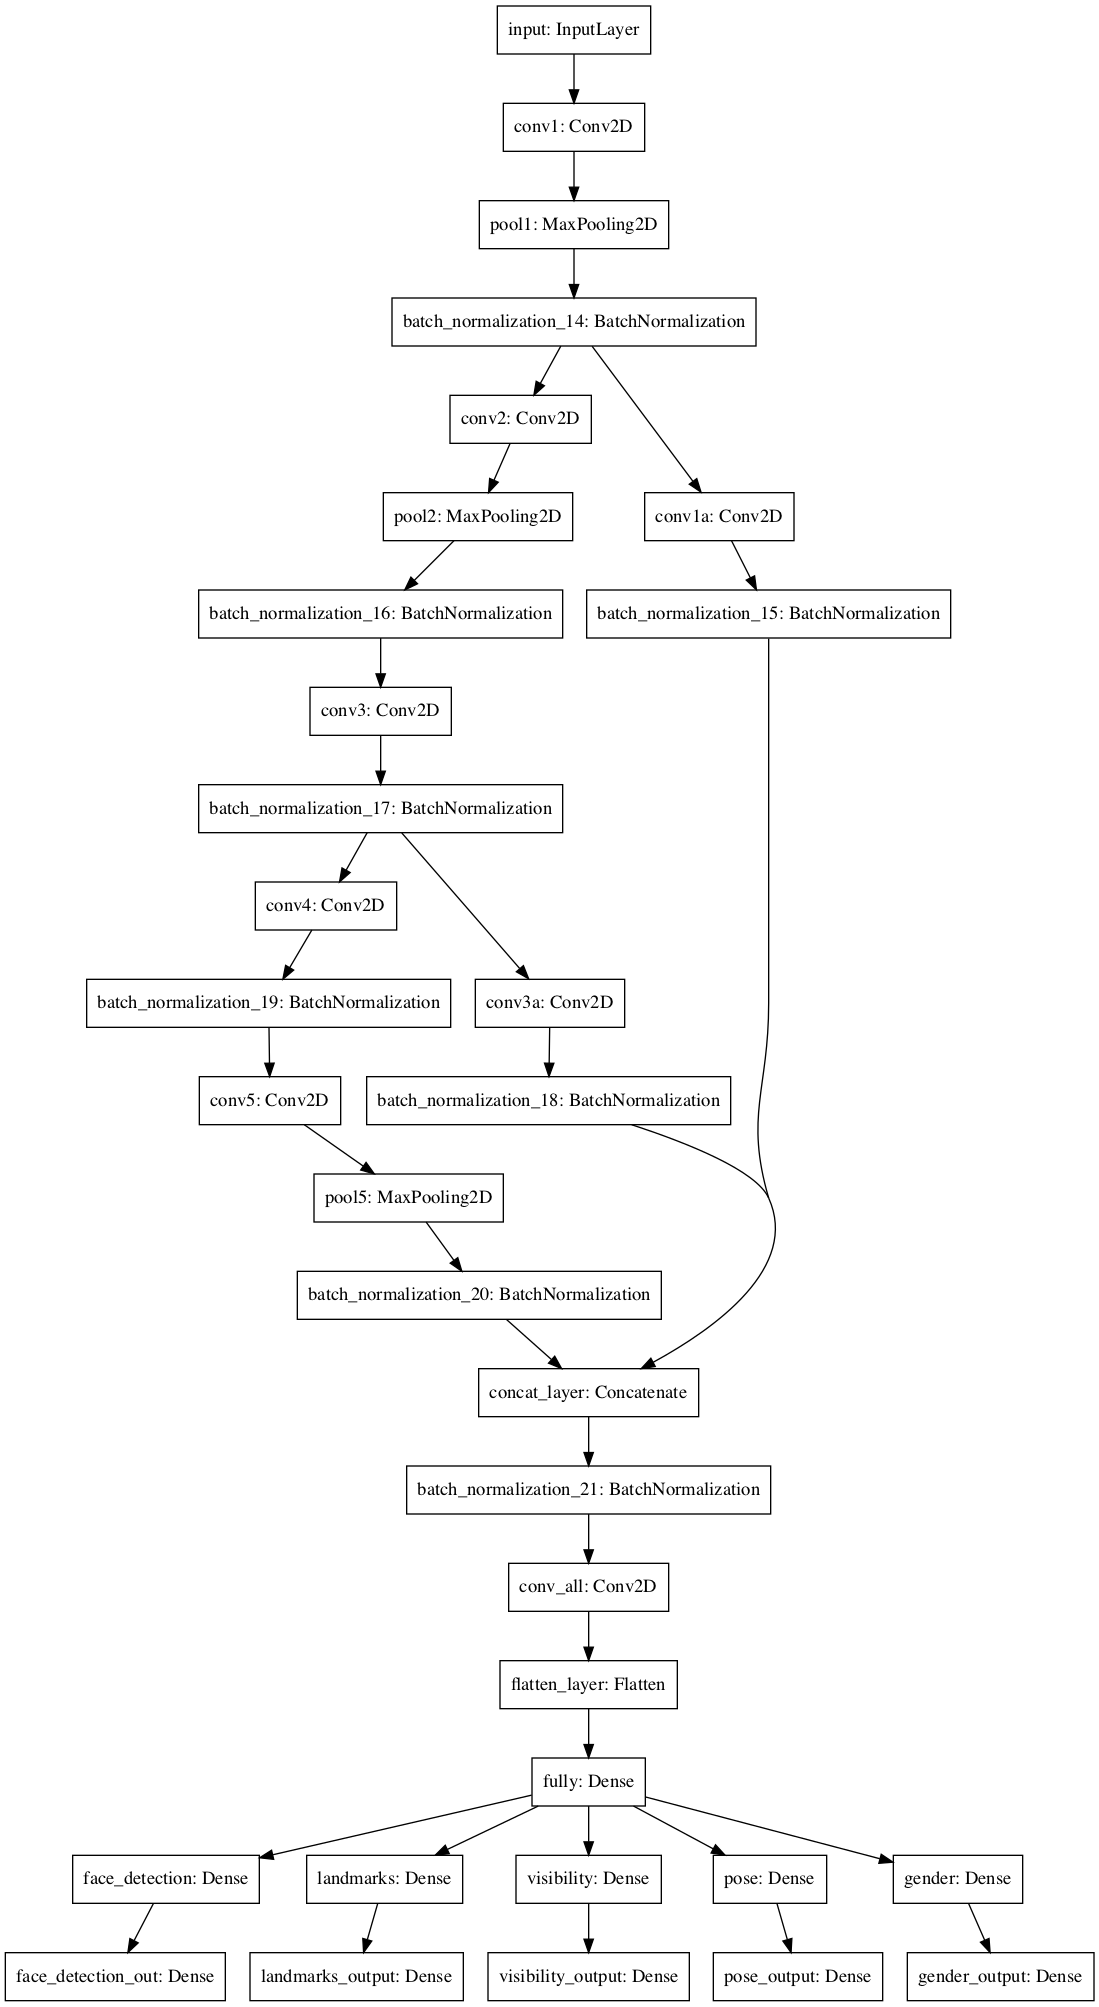 input: InputLayer
conv1: Conv2D
pool1: MaxPooling2D
batch_normalization_14: BatchNormalization
conv2: Conv2D
pool2: MaxPooling2D
conv1a: Conv2D
batch_normalization_16: BatchNormalization
batch_normalization_15: BatchNormalization
conv3: Conv2D
batch_normalization_17: BatchNormalization
conv4: Conv2D
batch_normalization_19: BatchNormalization
conv3a: Conv2D
conv5: Conv2D
batch_normalization_18: BatchNormalization
pool5: MaxPooling2D
batch_normalization_20: BatchNormalization
concat_layer: Concatenate
batch_normalization_21: BatchNormalization
conv_all: Conv2D
flatten_layer: Flatten
fully: Dense
face_detection: Dense
landmarks: Dense
visibility: Dense
pose: Dense
gender: Dense
face_detection_out: Dense
landmarks_output: Dense
visibility_output: Dense
pose_output: Dense
gender_output: Dense